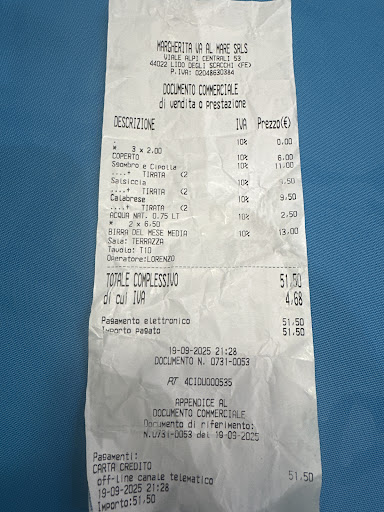 MARGHERITA VA AL MARE SRLS
VIALE ALPI CENTRALI 53
44022 LIDO DEGLI SCACCHI (FE)
P.IVA: 02048630384
DOCUMENTO COMMERCIALE
di vendita o prestazione
DESCRIZIONE IVA Prezzo(€)
. 10% 0,00
* 3 x 2,00
COPERTO 10% 6,00
Sgombro e Cipolla 10% 11,00
....+ TIRATA <2
Salsiccia 10% 9,50
....+ TIRATA <2
Calabrese 10% 9,50
....+ TIRATA <2
ACQUA NAT. 0.75 LT 10% 2,50
* 2 x 6,50
BIRRA DEL MESE MEDIA 10% 13,00
Sala: TERRAZZA
Tavolo: T10
Operatore:LORENZO
TOTALE COMPLESSIVO 51,50
di cui IVA 4,68
Pagamento elettronico 51,50
Importo pagato 51,50
19-09-2025 21:28
DOCUMENTO N. 0731-0053
RT 4CIDU000535
APPENDICE AL
DOCUMENTO COMMERCIALE
Documento di riferimento:
N.0731-0053 del 19-09-2025
Pagamenti:
CARTA CREDITO 51,50
off-line canale telematico
19-09-2025 21:28
Importo:51,50